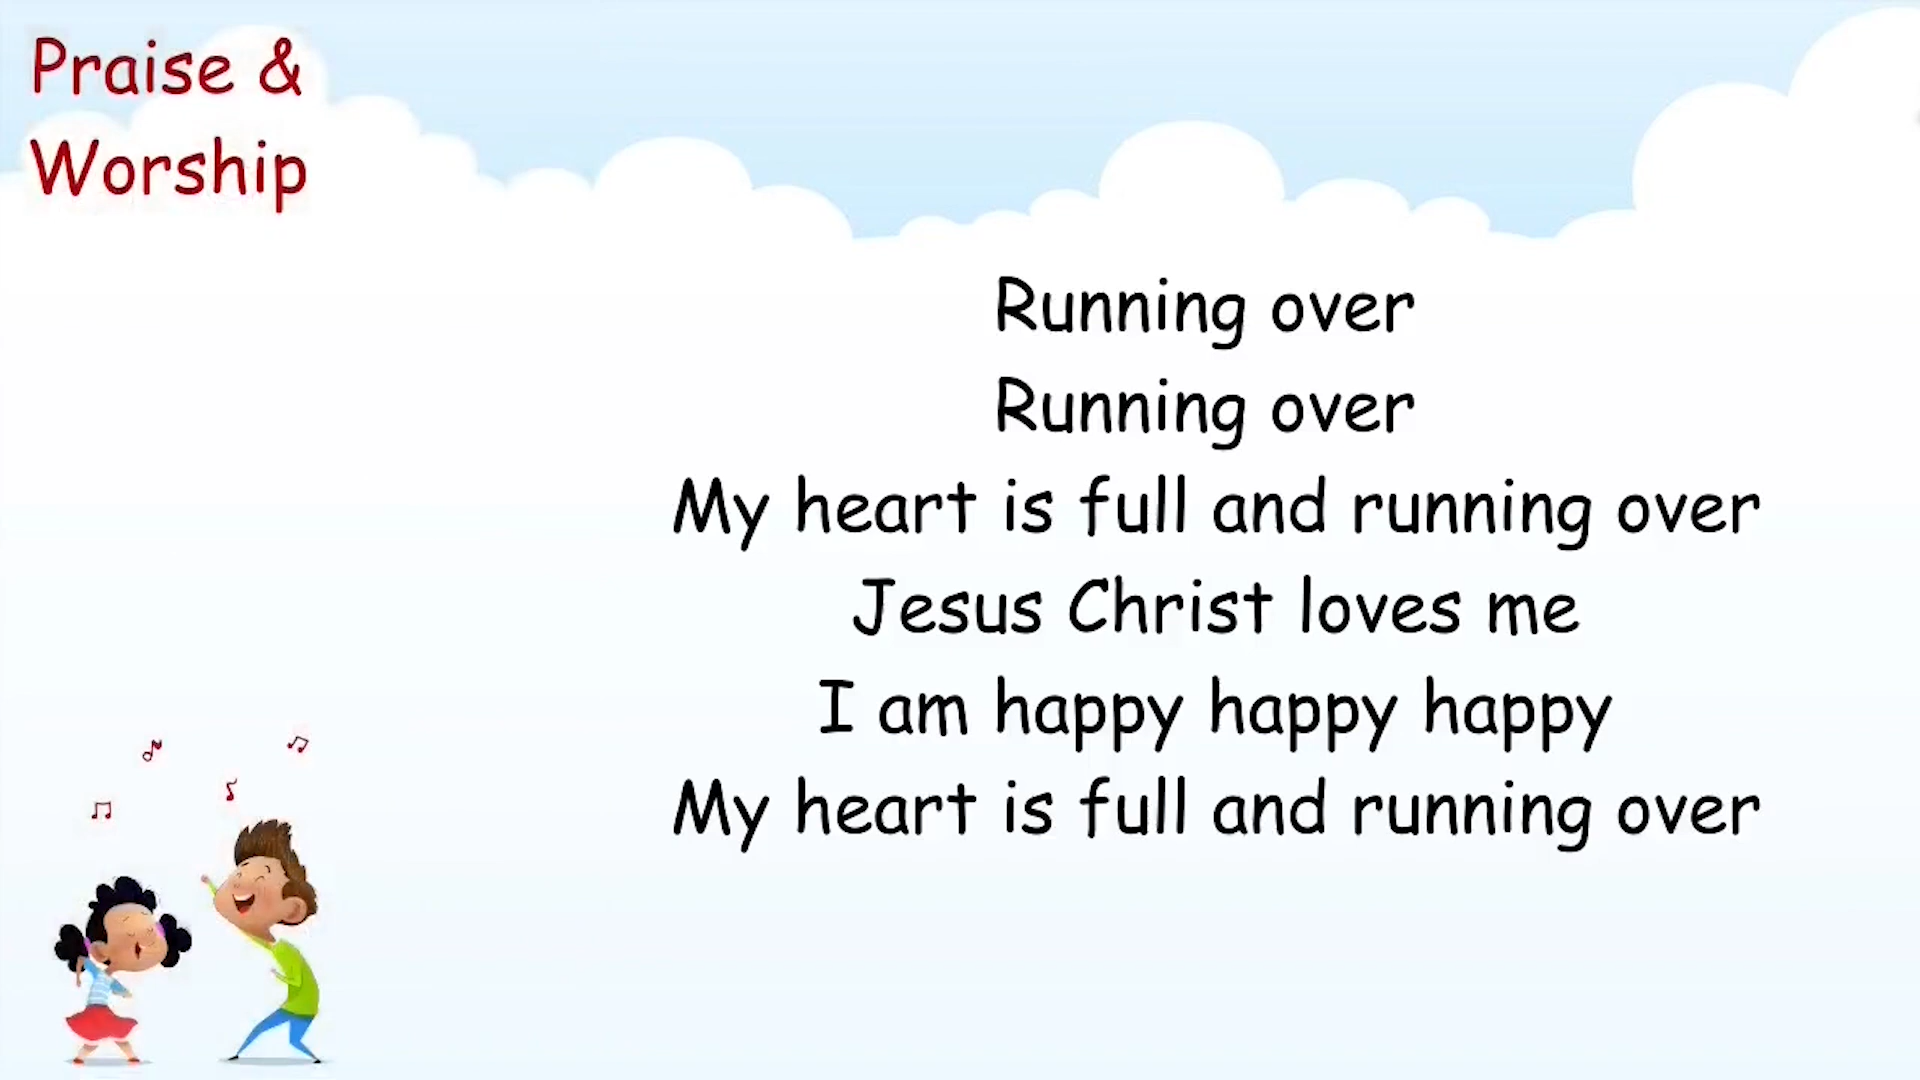 Praise &
Worship
Running over
Running over
My heart is full and running over
Jesus Christ loves me
I am happy happy happy
My heart is full and running over